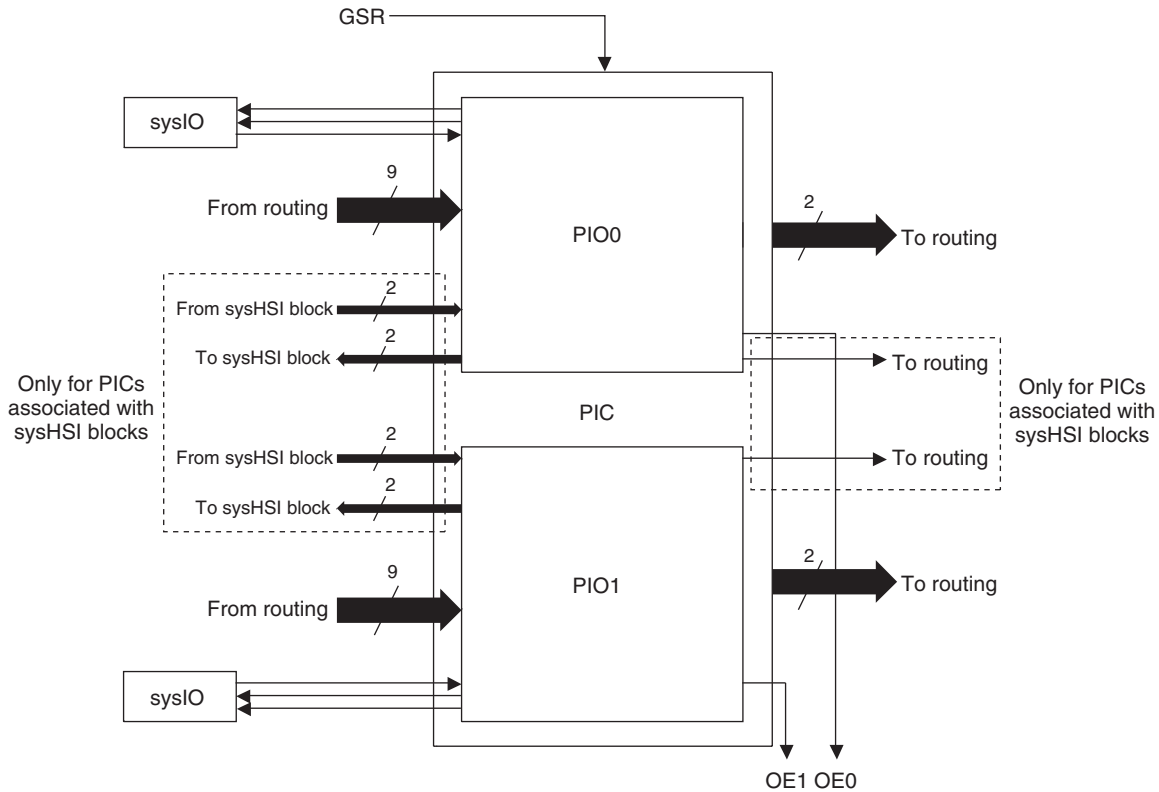 GSR
sysIO
9
From routing
PIO0
2
To routing
2
From sysHSI block
2
To sysHSI block
Only for PICs
associated with
sysHSI blocks
To routing
Only for PICs
associated with
sysHSI blocks
PIC
2
From sysHSI block
2
To sysHSI block
To routing
9
From routing
PIO1
2
To routing
sysIO
OE1 OE0